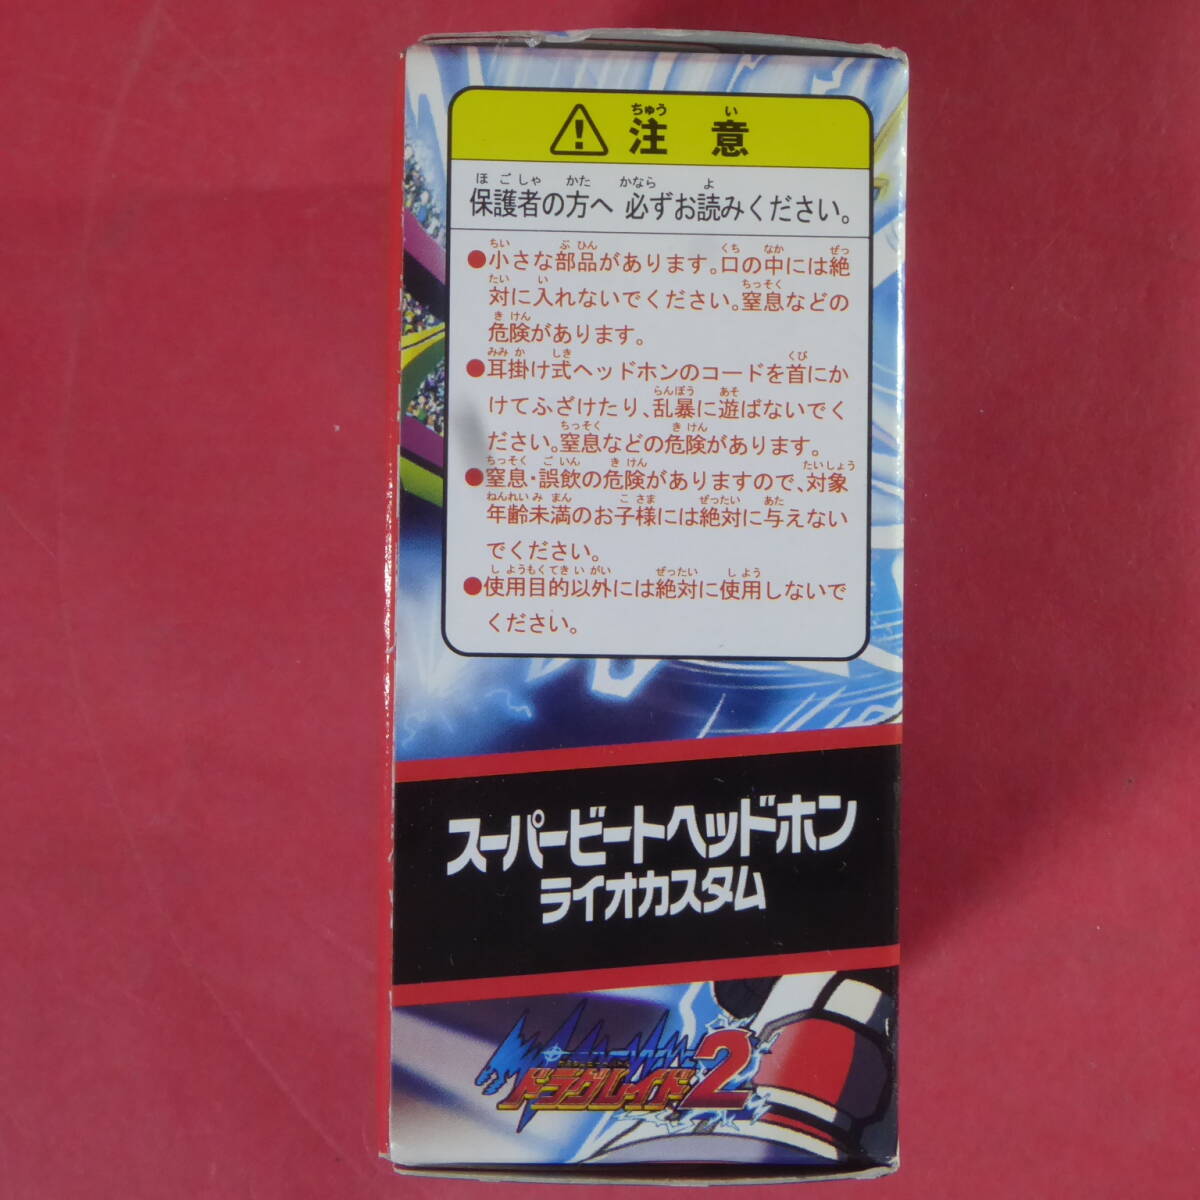 注意
ちゅう い
保護者の方へ 必ずお読みください。
ほごしゃ かた かなら よ
●小さな部品があります。口の中には絶
ちい ぶひん くち なか ぜっ
対に入れないでください。窒息などの
たい い ちっそく
危険があります。
きけん
●耳掛け式ヘッドホンのコードを首にか
みみか しき くび
けてふざけたり、乱暴に遊ばないでく
らんぼう あそ
ださい。窒息などの危険があります。
ちっそく きけん
●窒息・誤飲の危険がありますので、対象
ちっそく ごいん きけん たいしょう
年齢未満のお子様には絶対に与えない
ねんれいみまん こさま ぜったい あた
でください。
●使用目的以外には絶対に使用しないで
しようもくてきいがい ぜったい しよう
ください。
スーパービートヘッドホン
ライオカスタム
ドラグレイド2